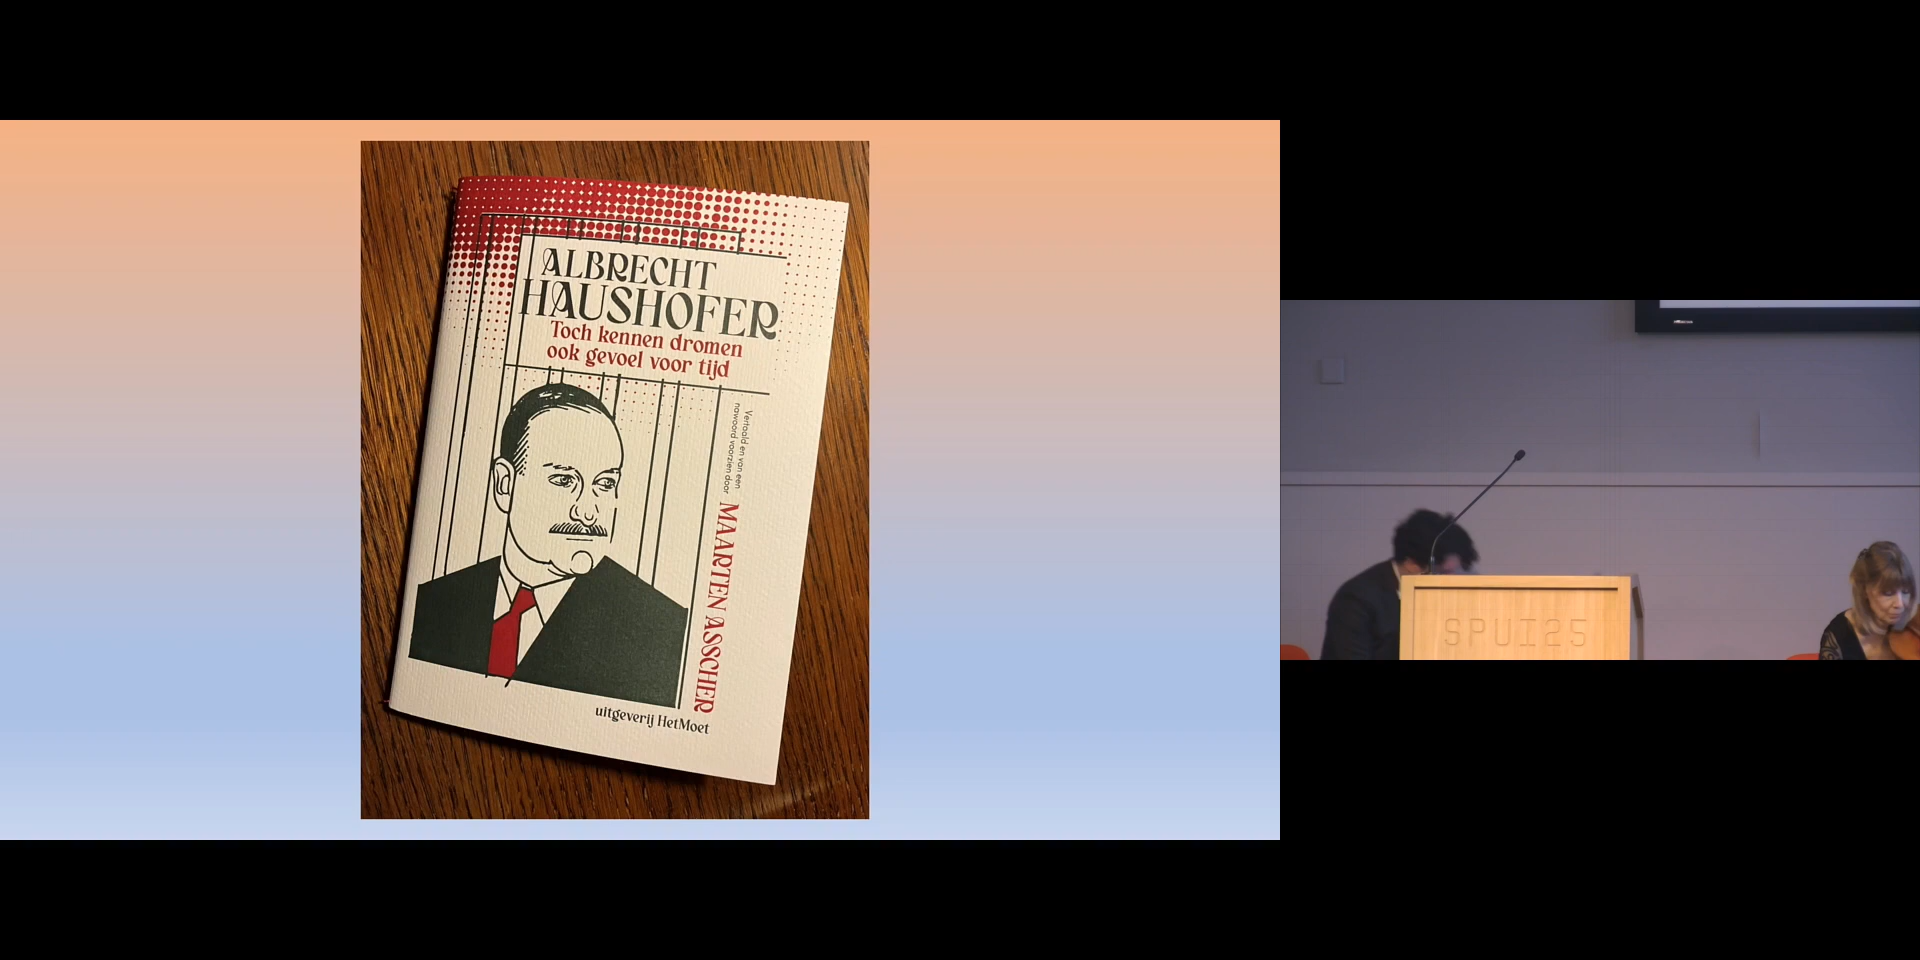 ALBRECHT
HAUSHOFER
Toch kennen dromen
ook gevoel voor tijd
Vertaald en van een
nawoord voorzien door
MAARTEN ASSCHER
uitgeverij HetMoet
SPUI25